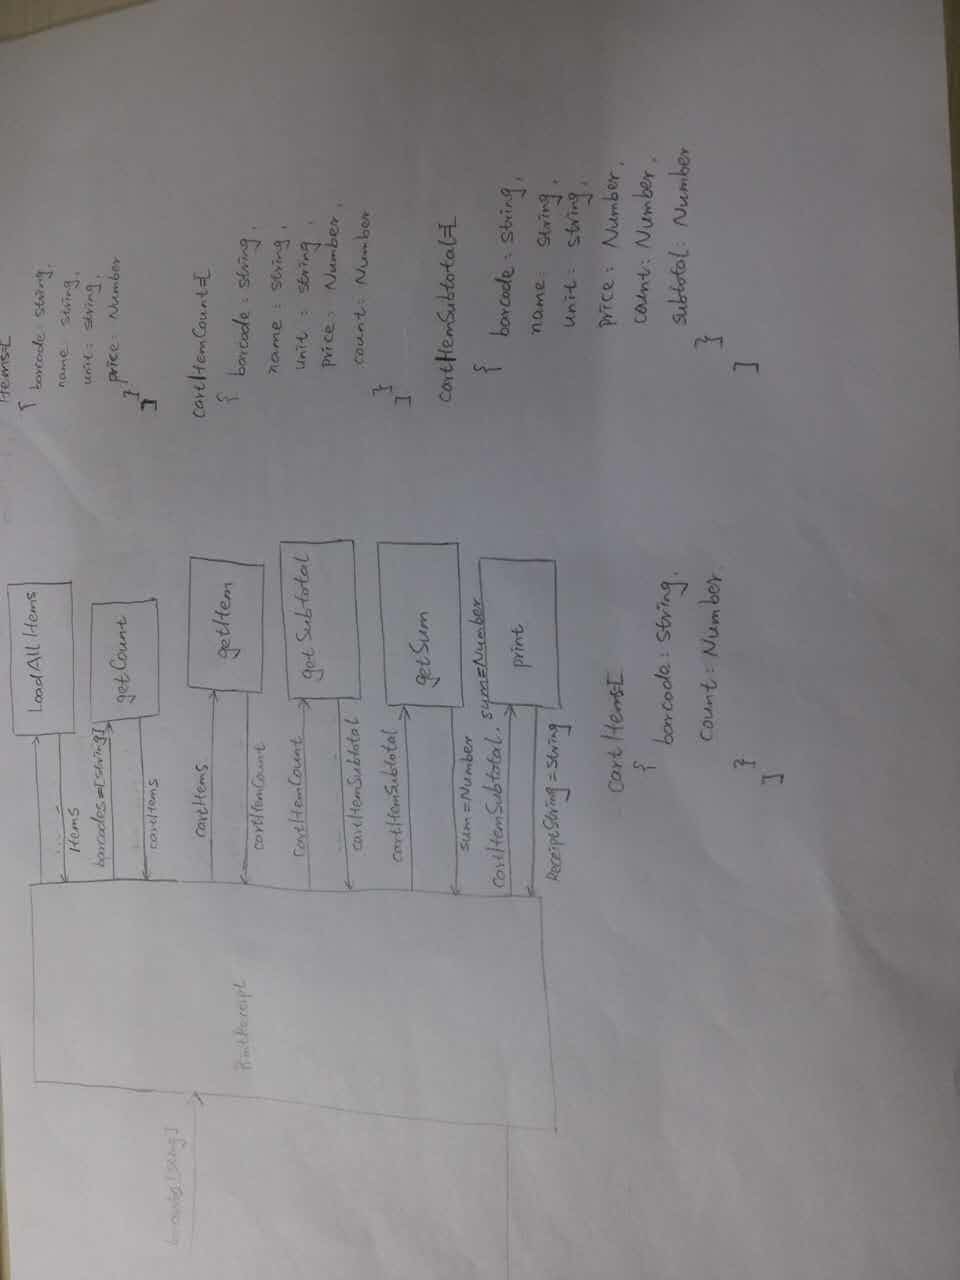 barcodes[string]
PrintReceipt
LoadAllItems
Items
barcodes=[string]
getCount
cartItems
cartItems
getItem
cartItemCount
CartItemCount
getSubtotal
cartItemSubtotal
cartItemSubtotal
getSum
sum=Number
CartItemSubtotal, sum=Number
print
ReceiptString=String
Items=[
{
barcode: string,
name: string,
unit: string,
price: Number
}
]
cartItemCount=[
{
barcode: string,
name: string,
unit: string,
price: Number,
count: Number
}
]
cartItemSubtotal=[
{
barcode: string,
name: string,
unit: string,
price: Number,
count: Number,
subtotal: Number
}
]
cartItems=[
{
barcode: string,
count: Number
}
]